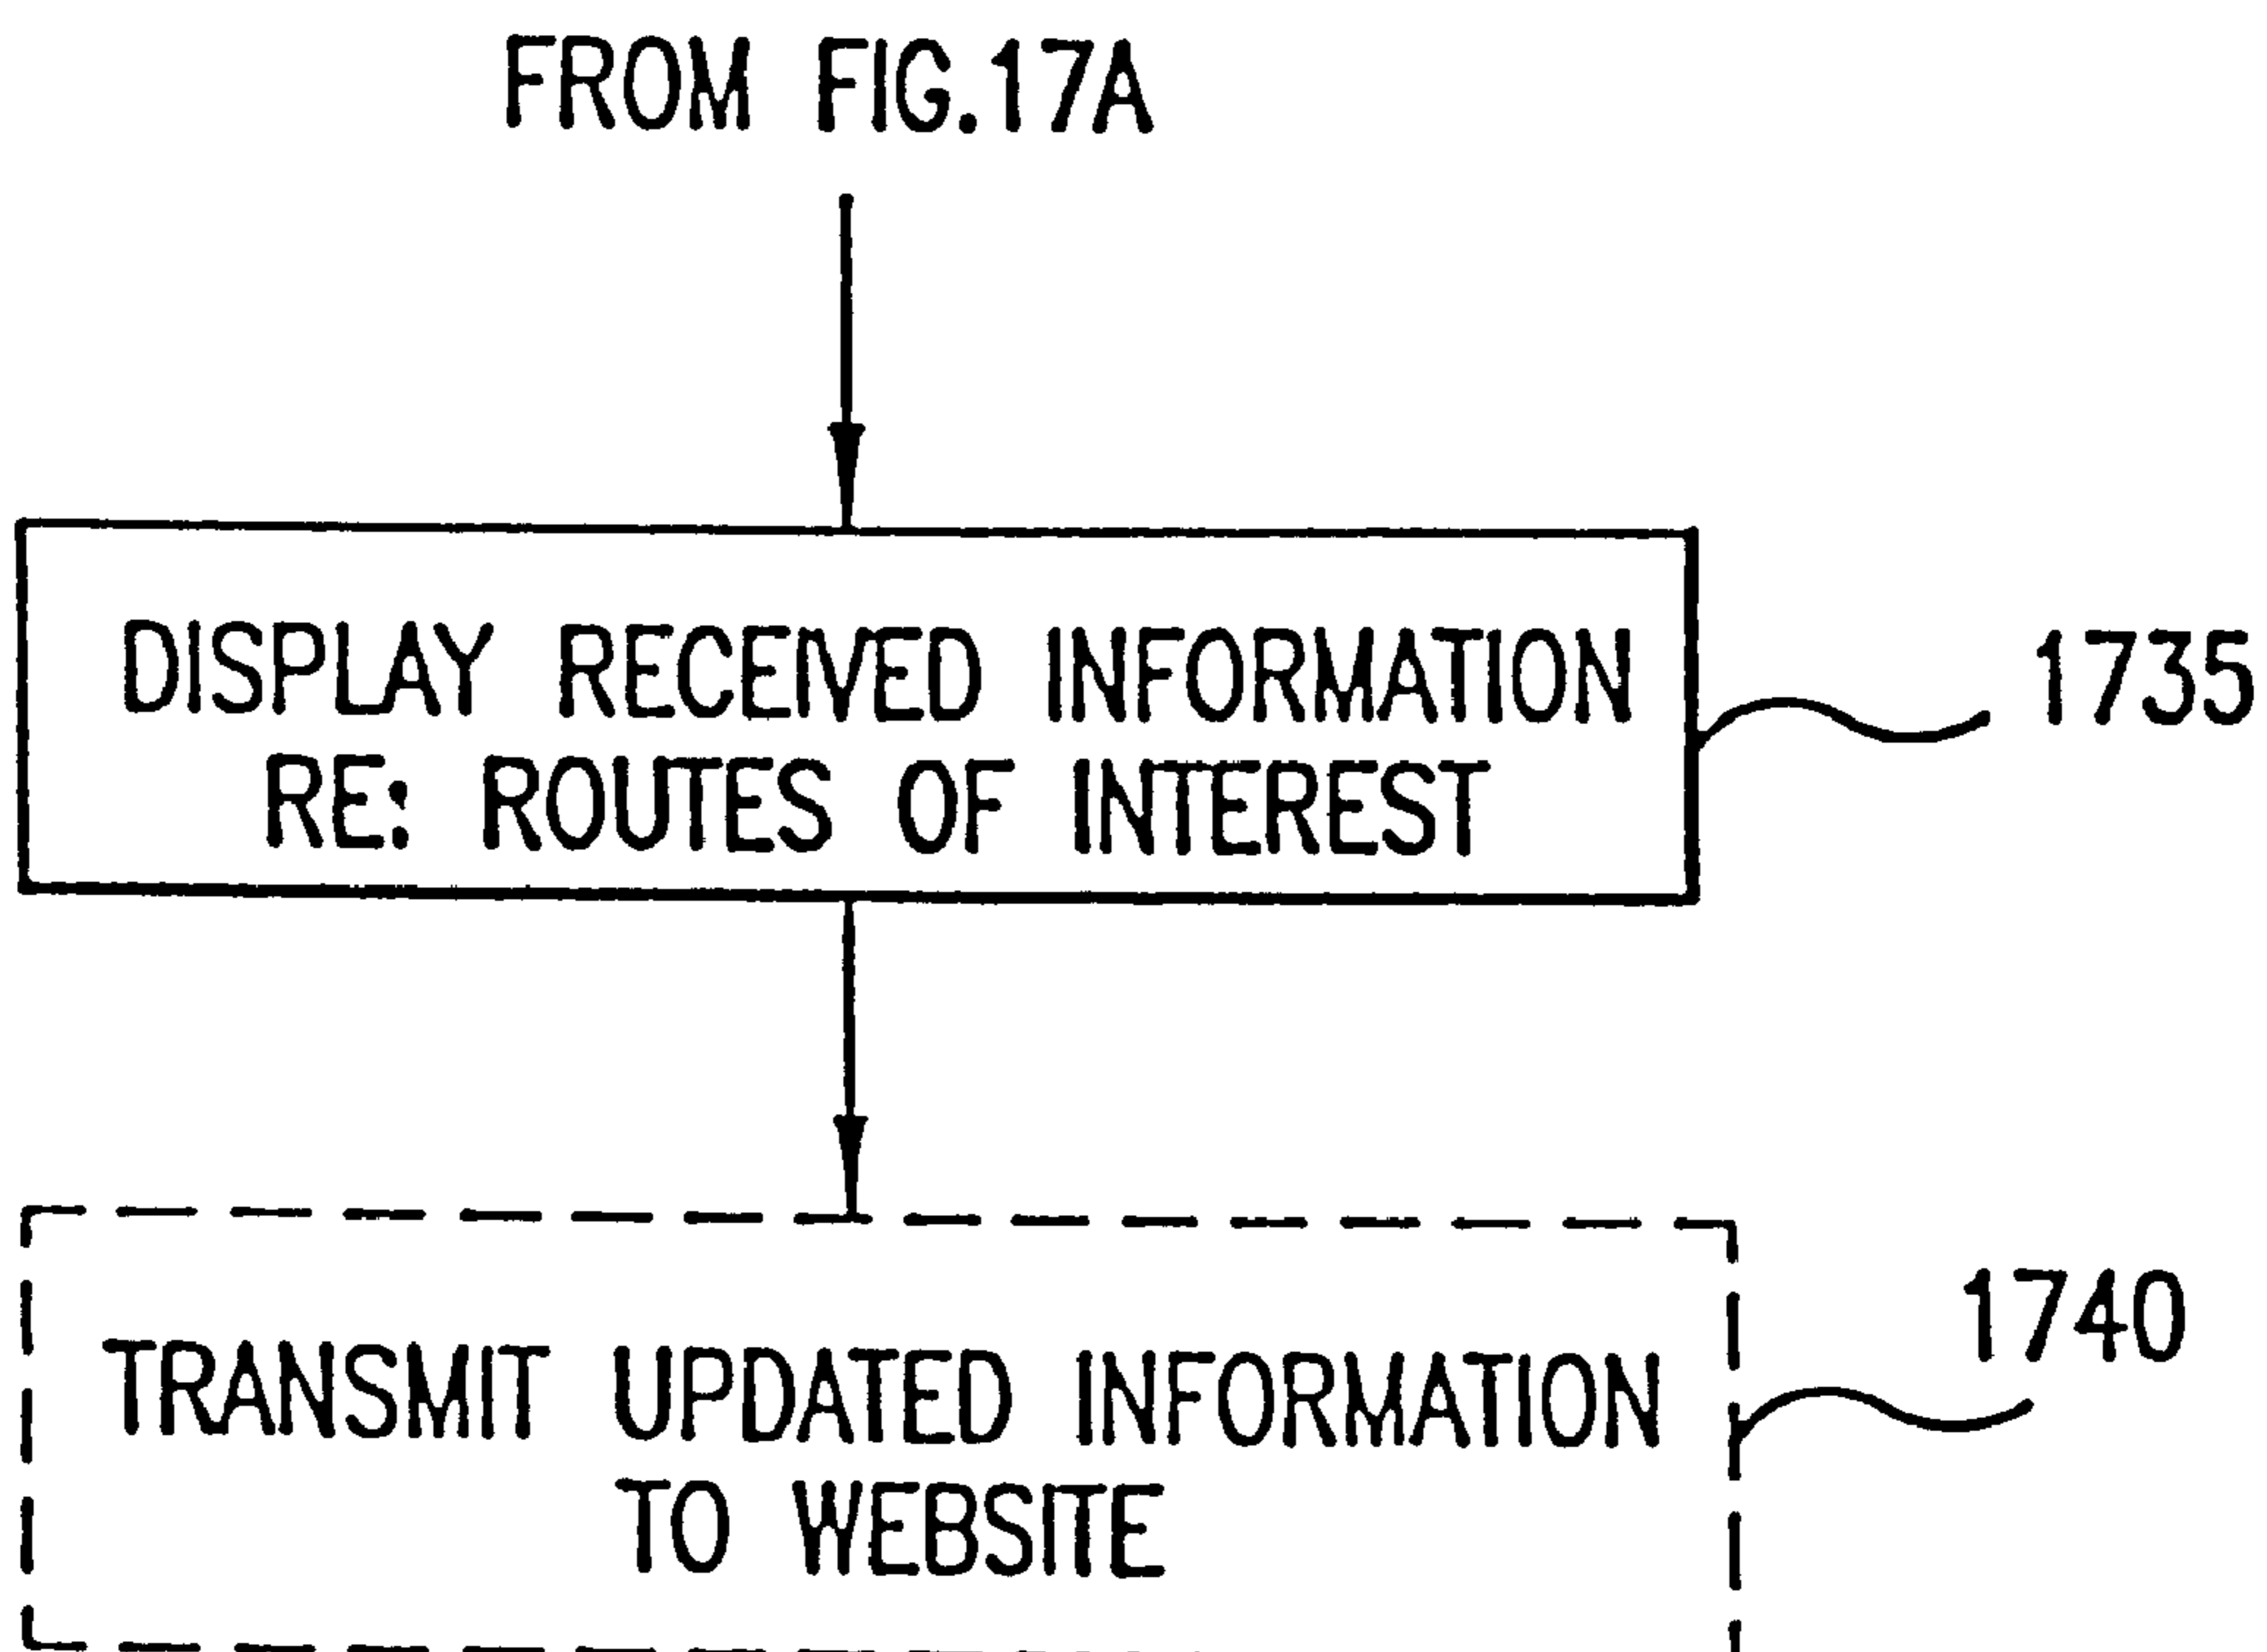 FROM FIG.17A
DISPLAY RECEIVED INFORMATION
RE: ROUTES OF INTEREST
1735
TRANSMIT UPDATED INFORMATION
TO WEBSITE
1740